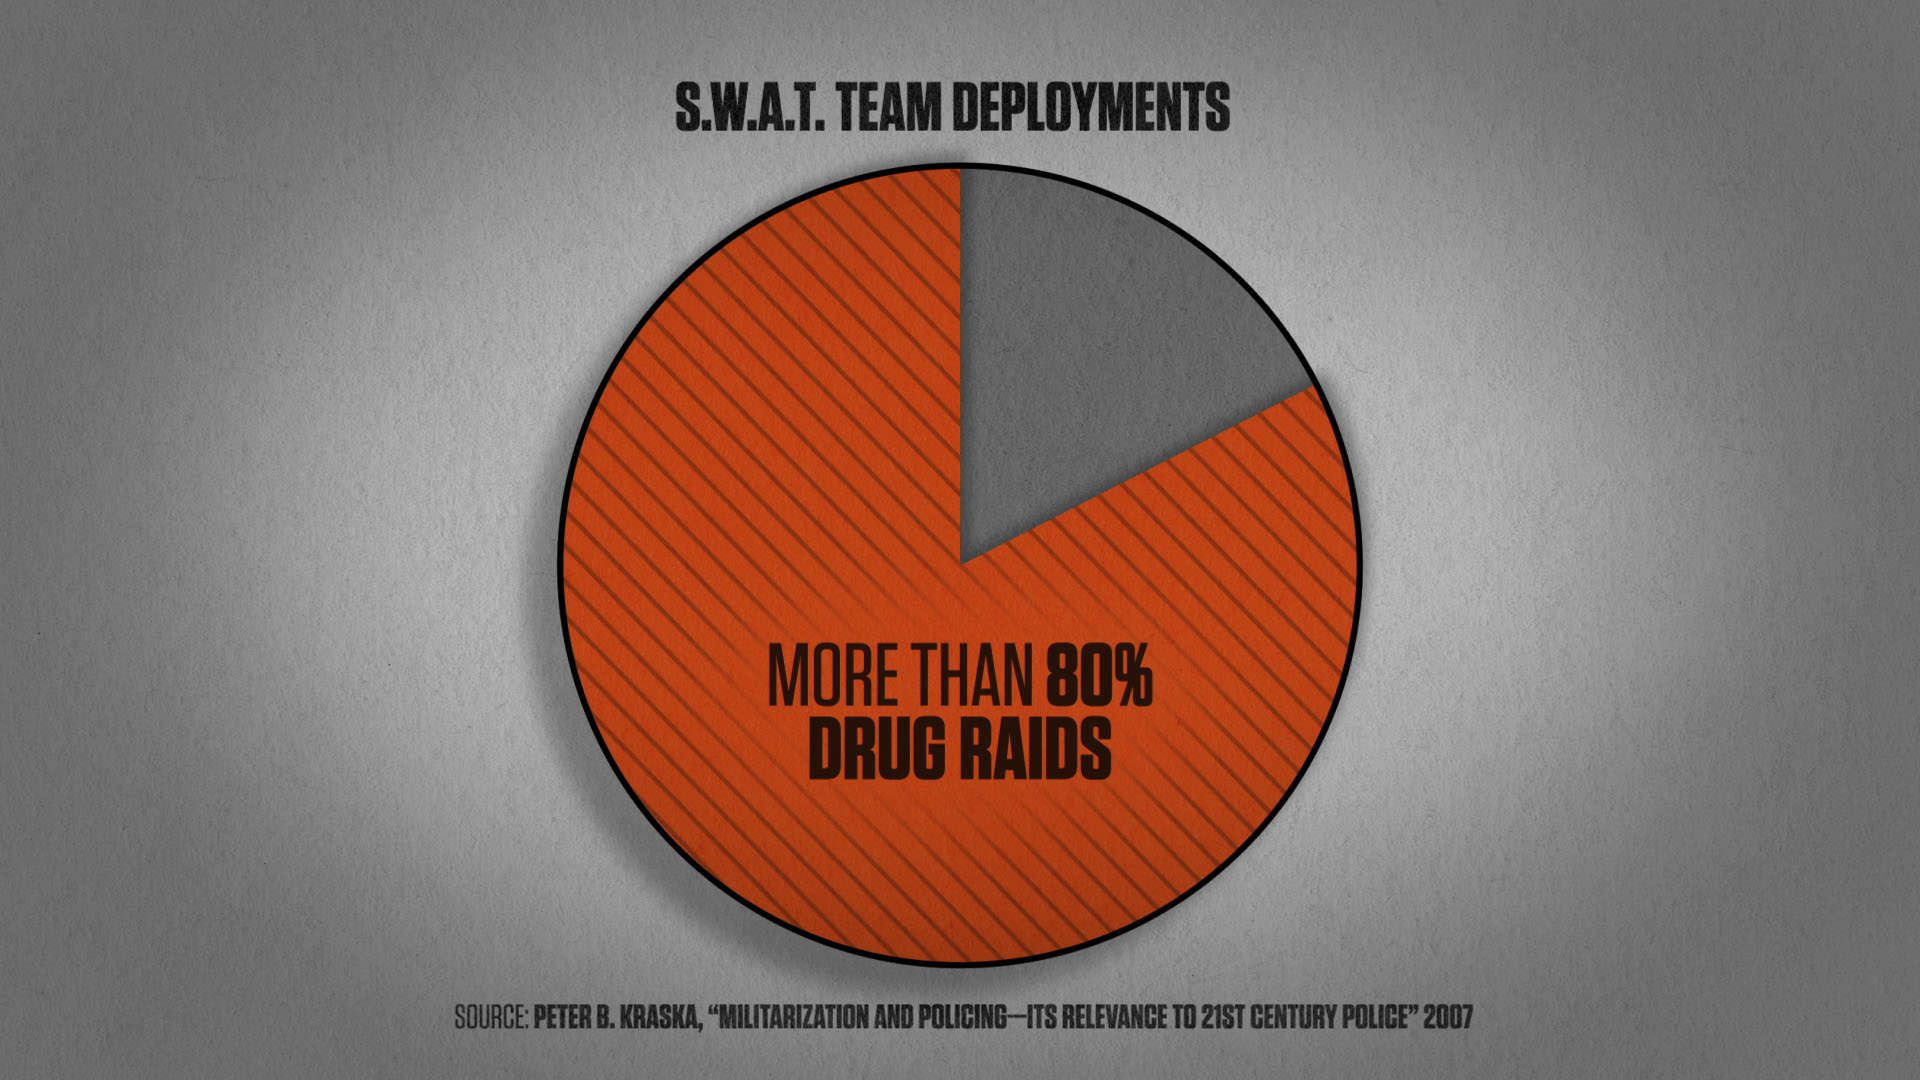 S.W.A.T. TEAM DEPLOYMENTS
MORE THAN 80%
DRUG RAIDS
SOURCE: PETER B. KRASKA, “MILITARIZATION AND POLICING—ITS RELEVANCE TO 21ST CENTURY POLICE” 2007